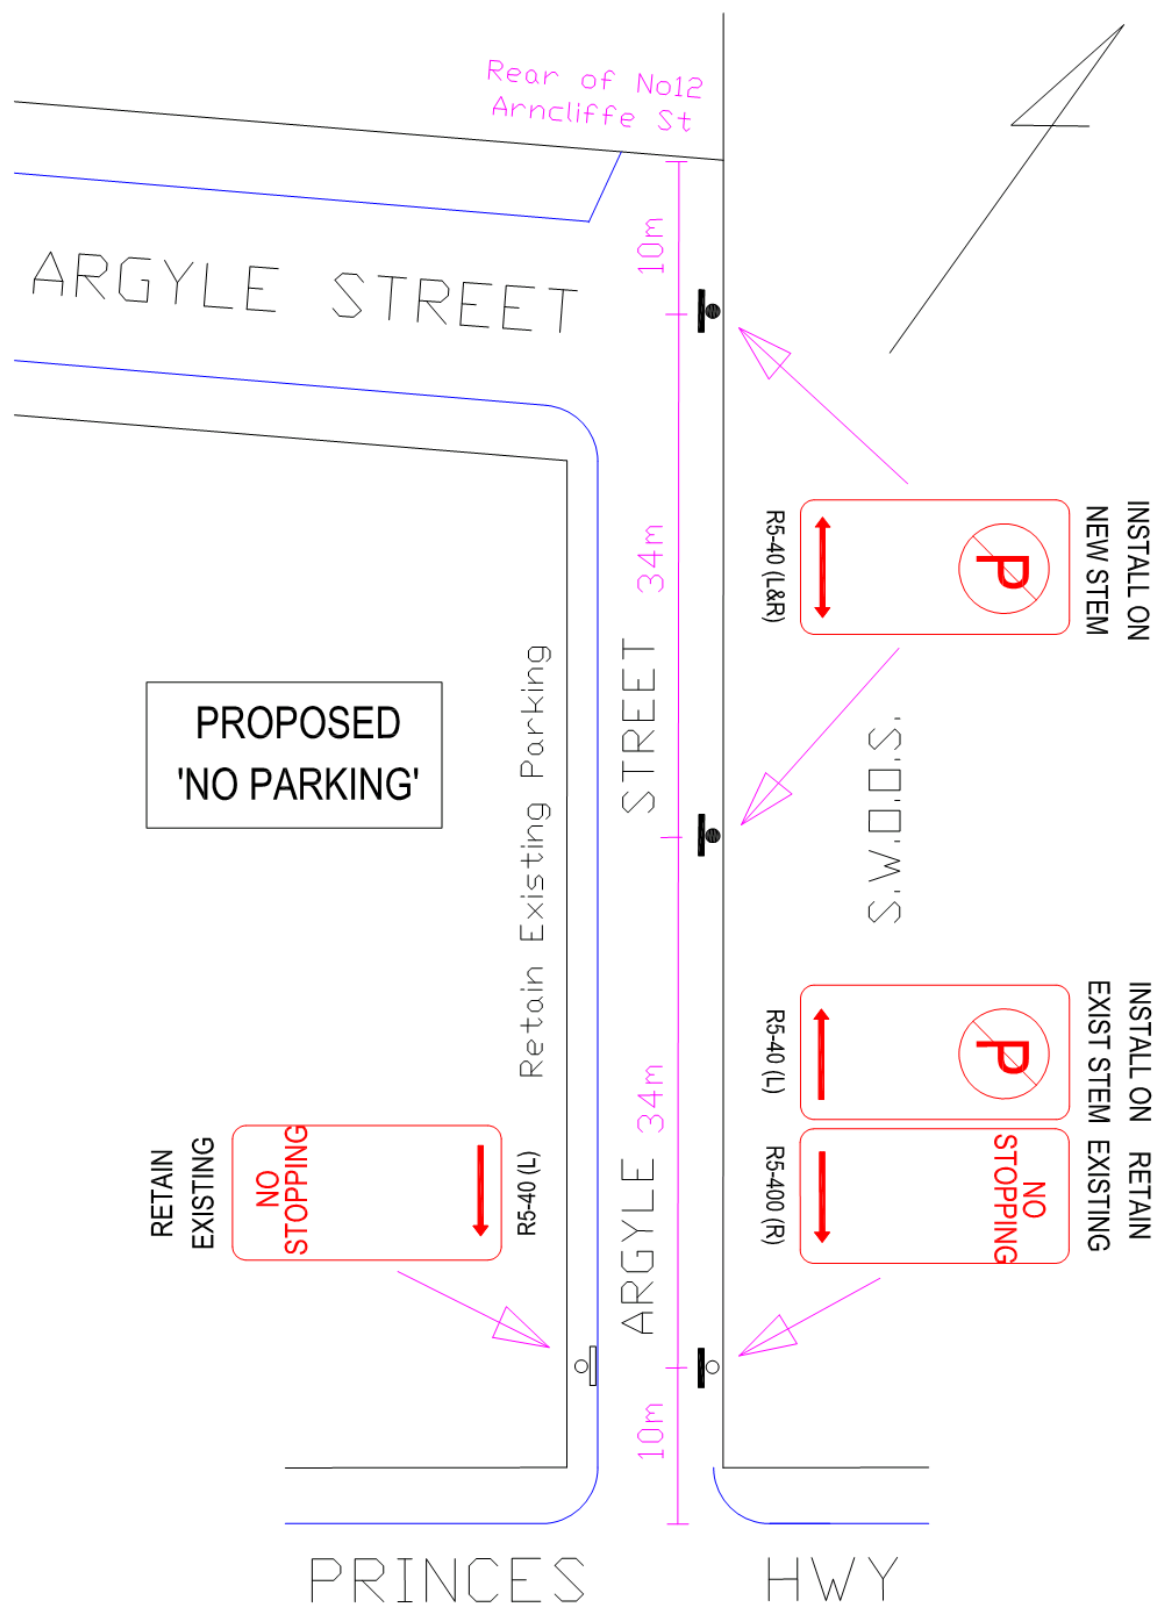 Rear of No12
Arncliffe St
10m
ARGYLE STREET
34m
INSTALL ON
NEW STEM
P
R5-40 (L&R)
PROPOSED
'NO PARKING'
Retain Existing Parking
ARGYLE STREET
S.W.O.O.S.
34m
INSTALL ON
EXIST STEM
P
R5-40 (L)
RETAIN
EXISTING
NO
STOPPING
R5-400 (R)
RETAIN
EXISTING
NO
STOPPING
R5-40 (L)
10m
PRINCES HWY